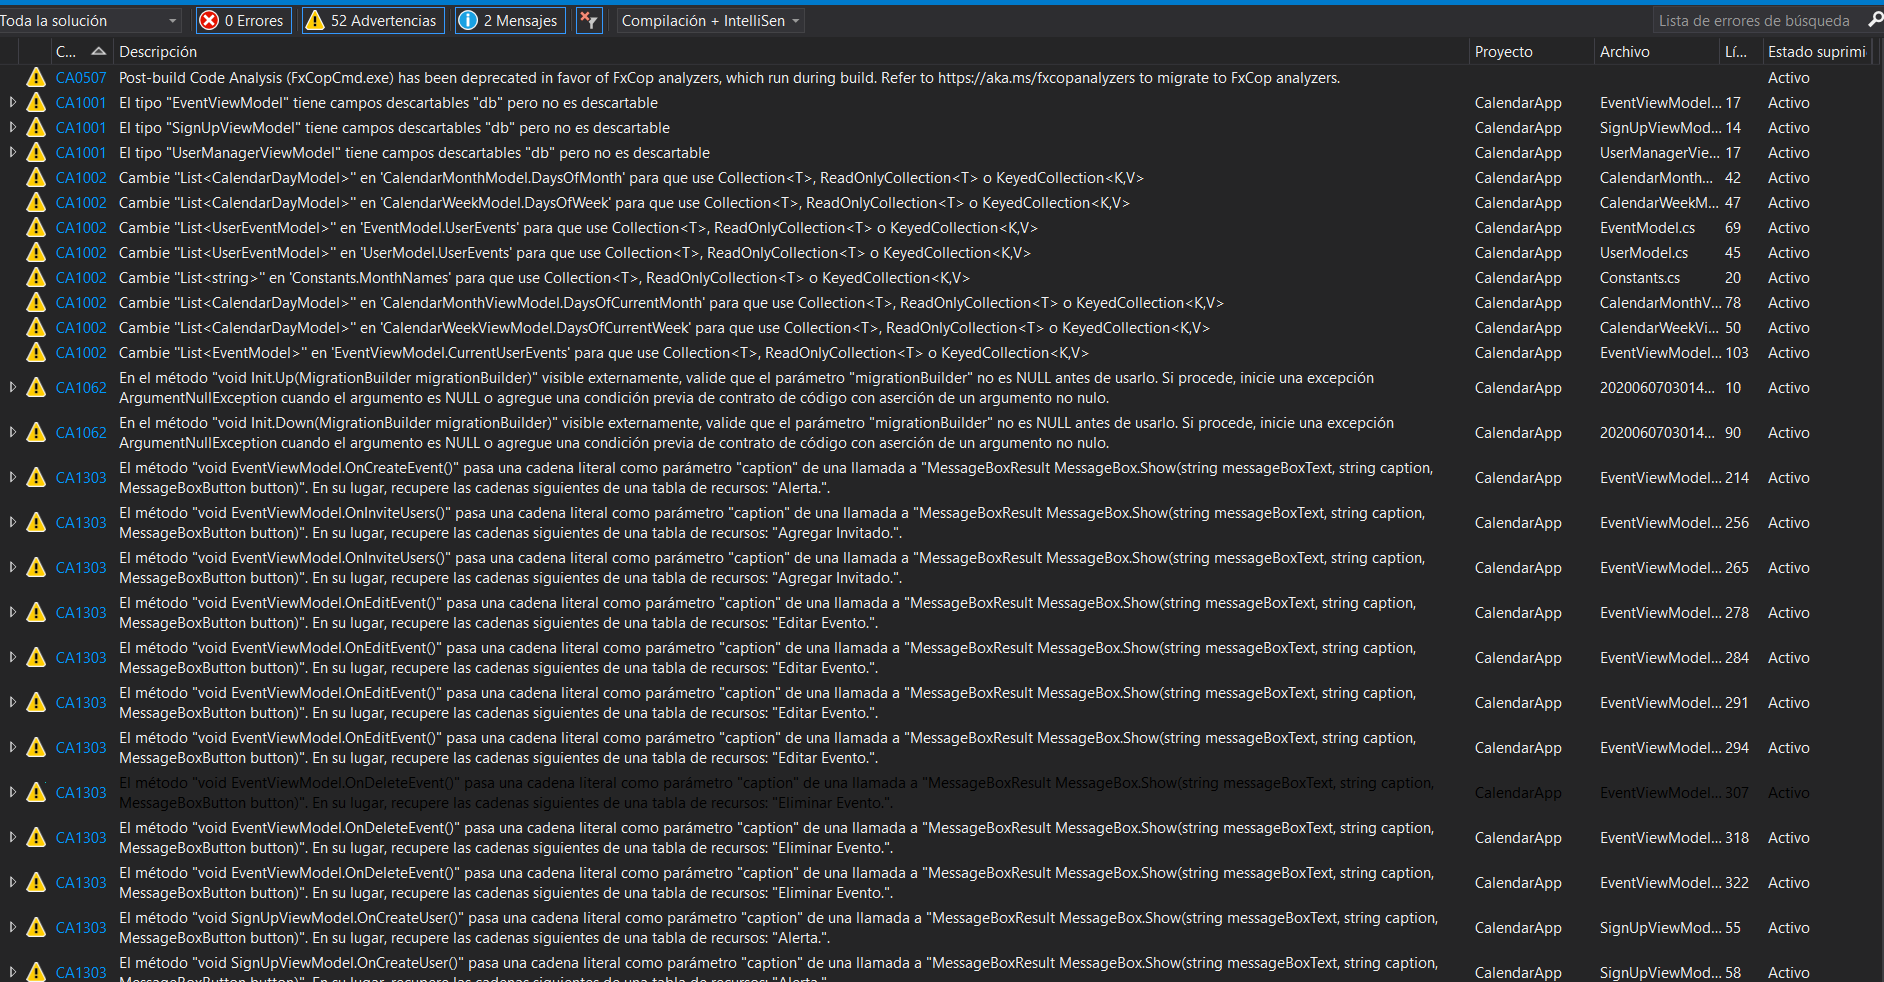 Toda la solución
0 Errores
52 Advertencias
2 Mensajes
Compilación + IntelliSen
Lista de errores de búsqueda
C... Descripción Proyecto Archivo Lí... Estado suprimi
CA0507 Post-build Code Analysis (FxCopCmd.exe) has been deprecated in favor of FxCop analyzers, which run during build. Refer to https://aka.ms/fxcopanalyzers to migrate to FxCop analyzers. Activo
CA1001 El tipo "EventViewModel" tiene campos descartables "db" pero no es descartable CalendarApp EventViewModel... 17 Activo
CA1001 El tipo "SignUpViewModel" tiene campos descartables "db" pero no es descartable CalendarApp SignUpViewMod... 14 Activo
CA1001 El tipo "UserManagerViewModel" tiene campos descartables "db" pero no es descartable CalendarApp UserManagerVie... 17 Activo
CA1002 Cambie "List<CalendarDayModel>" en 'CalendarMonthModel.DaysOfMonth' para que use Collection<T>, ReadOnlyCollection<T> o KeyedCollection<K,V> CalendarApp CalendarMonth... 42 Activo
CA1002 Cambie "List<CalendarDayModel>" en 'CalendarWeekModel.DaysOfWeek' para que use Collection<T>, ReadOnlyCollection<T> o KeyedCollection<K,V> CalendarApp CalendarWeekM... 47 Activo
CA1002 Cambie "List<UserEventModel>" en 'EventModel.UserEvents' para que use Collection<T>, ReadOnlyCollection<T> o KeyedCollection<K,V> CalendarApp EventModel.cs 69 Activo
CA1002 Cambie "List<UserEventModel>" en 'UserModel.UserEvents' para que use Collection<T>, ReadOnlyCollection<T> o KeyedCollection<K,V> CalendarApp UserModel.cs 45 Activo
CA1002 Cambie "List<string>" en 'Constants.MonthNames' para que use Collection<T>, ReadOnlyCollection<T> o KeyedCollection<K,V> CalendarApp Constants.cs 20 Activo
CA1002 Cambie "List<CalendarDayModel>" en 'CalendarMonthViewModel.DaysOfCurrentMonth' para que use Collection<T>, ReadOnlyCollection<T> o KeyedCollection<K,V> CalendarApp CalendarMonthV... 78 Activo
CA1002 Cambie "List<CalendarDayModel>" en 'CalendarWeekViewModel.DaysOfCurrentWeek' para que use Collection<T>, ReadOnlyCollection<T> o KeyedCollection<K,V> CalendarApp CalendarWeekVi... 50 Activo
CA1002 Cambie "List<EventModel>" en 'EventViewModel.CurrentUserEvents' para que use Collection<T>, ReadOnlyCollection<T> o KeyedCollection<K,V> CalendarApp EventViewModel... 103 Activo
En el método "void Init.Up(MigrationBuilder migrationBuilder)" visible externamente, valide que el parámetro "migrationBuilder" no es NULL antes de usarlo. Si procede, inicie una excepción
CA1062 ArgumentNullException cuando el argumento es NULL o agregue una condición previa de contrato de código con aserción de un argumento no nulo. CalendarApp 2020060703014... 10 Activo
En el método "void Init.Down(MigrationBuilder migrationBuilder)" visible externamente, valide que el parámetro "migrationBuilder" no es NULL antes de usarlo. Si procede, inicie una excepción
CA1062 ArgumentNullException cuando el argumento es NULL o agregue una condición previa de contrato de código con aserción de un argumento no nulo. CalendarApp 2020060703014... 90 Activo
El método "void EventViewModel.OnCreateEvent()" pasa una cadena literal como parámetro "caption" de una llamada a "MessageBoxResult MessageBox.Show(string messageBoxText, string caption,
CA1303 MessageBoxButton button)". En su lugar, recupere las cadenas siguientes de una tabla de recursos: "Alerta.". CalendarApp EventViewModel... 214 Activo
El método "void EventViewModel.OnInviteUsers()" pasa una cadena literal como parámetro "caption" de una llamada a "MessageBoxResult MessageBox.Show(string messageBoxText, string caption,
CA1303 MessageBoxButton button)". En su lugar, recupere las cadenas siguientes de una tabla de recursos: "Agregar Invitado.". CalendarApp EventViewModel... 256 Activo
El método "void EventViewModel.OnInviteUsers()" pasa una cadena literal como parámetro "caption" de una llamada a "MessageBoxResult MessageBox.Show(string messageBoxText, string caption,
CA1303 MessageBoxButton button)". En su lugar, recupere las cadenas siguientes de una tabla de recursos: "Agregar Invitado.". CalendarApp EventViewModel... 265 Activo
El método "void EventViewModel.OnEditEvent()" pasa una cadena literal como parámetro "caption" de una llamada a "MessageBoxResult MessageBox.Show(string messageBoxText, string caption,
CA1303 MessageBoxButton button)". En su lugar, recupere las cadenas siguientes de una tabla de recursos: "Editar Evento.". CalendarApp EventViewModel... 278 Activo
El método "void EventViewModel.OnEditEvent()" pasa una cadena literal como parámetro "caption" de una llamada a "MessageBoxResult MessageBox.Show(string messageBoxText, string caption,
CA1303 MessageBoxButton button)". En su lugar, recupere las cadenas siguientes de una tabla de recursos: "Editar Evento.". CalendarApp EventViewModel... 284 Activo
El método "void EventViewModel.OnEditEvent()" pasa una cadena literal como parámetro "caption" de una llamada a "MessageBoxResult MessageBox.Show(string messageBoxText, string caption,
CA1303 MessageBoxButton button)". En su lugar, recupere las cadenas siguientes de una tabla de recursos: "Editar Evento.". CalendarApp EventViewModel... 291 Activo
El método "void EventViewModel.OnEditEvent()" pasa una cadena literal como parámetro "caption" de una llamada a "MessageBoxResult MessageBox.Show(string messageBoxText, string caption,
CA1303 MessageBoxButton button)". En su lugar, recupere las cadenas siguientes de una tabla de recursos: "Editar Evento.". CalendarApp EventViewModel... 294 Activo
El método "void EventViewModel.OnDeleteEvent()" pasa una cadena literal como parámetro "caption" de una llamada a "MessageBoxResult MessageBox.Show(string messageBoxText, string caption,
CA1303 MessageBoxButton button)". En su lugar, recupere las cadenas siguientes de una tabla de recursos: "Eliminar Evento.". CalendarApp EventViewModel... 307 Activo
El método "void EventViewModel.OnDeleteEvent()" pasa una cadena literal como parámetro "caption" de una llamada a "MessageBoxResult MessageBox.Show(string messageBoxText, string caption,
CA1303 MessageBoxButton button)". En su lugar, recupere las cadenas siguientes de una tabla de recursos: "Eliminar Evento.". CalendarApp EventViewModel... 318 Activo
El método "void EventViewModel.OnDeleteEvent()" pasa una cadena literal como parámetro "caption" de una llamada a "MessageBoxResult MessageBox.Show(string messageBoxText, string caption,
CA1303 MessageBoxButton button)". En su lugar, recupere las cadenas siguientes de una tabla de recursos: "Eliminar Evento.". CalendarApp EventViewModel... 322 Activo
El método "void SignUpViewModel.OnCreateUser()" pasa una cadena literal como parámetro "caption" de una llamada a "MessageBoxResult MessageBox.Show(string messageBoxText, string caption,
CA1303 MessageBoxButton button)". En su lugar, recupere las cadenas siguientes de una tabla de recursos: "Alerta.". CalendarApp SignUpViewMod... 55 Activo
El método "void SignUpViewModel.OnCreateUser()" pasa una cadena literal como parámetro "caption" de una llamada a "MessageBoxResult MessageBox.Show(string messageBoxText, string caption,
CA1303 MessageBoxButton button)". En su lugar, recupere las cadenas siguientes de una tabla de recursos: "Alerta.". CalendarApp SignUpViewMod... 58 Activo